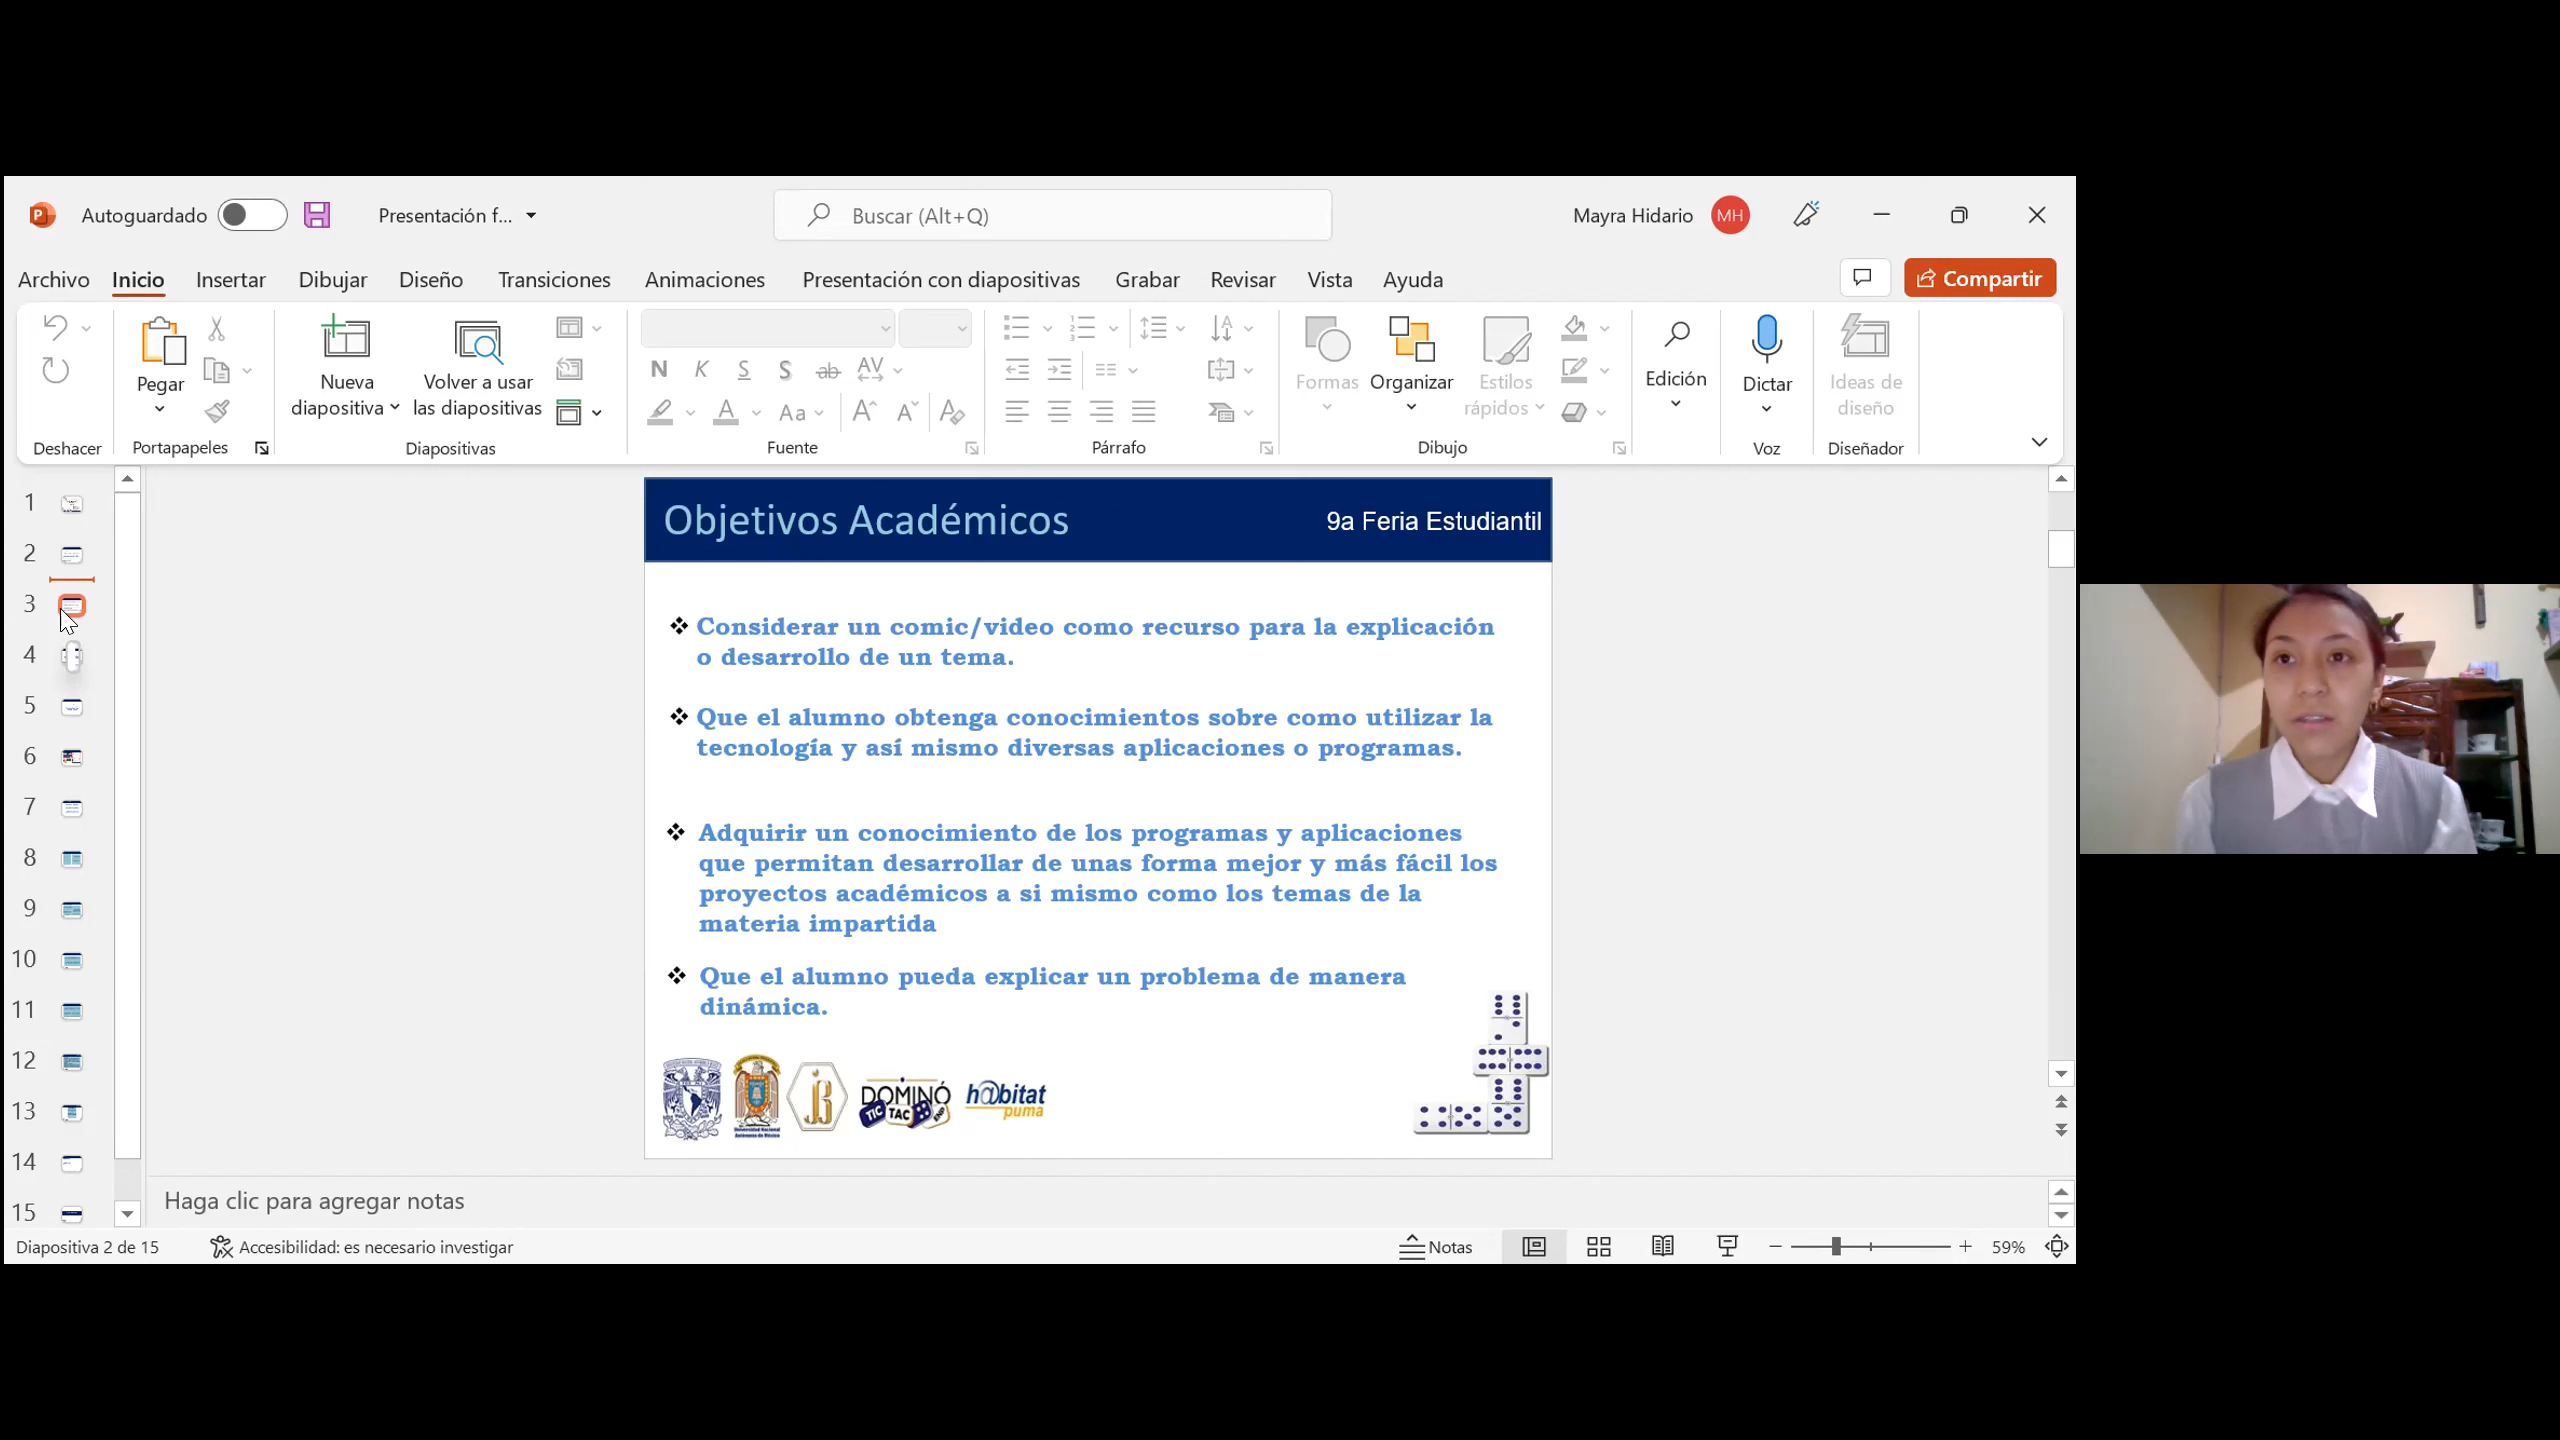 Autoguardado
Presentación f...
Buscar (Alt+Q)
Mayra Hidario
MH
Archivo
Inicio
Insertar
Dibujar
Diseño
Transiciones
Animaciones
Presentación con diapositivas
Grabar
Revisar
Vista
Ayuda
Compartir
Pegar
Nueva
diapositiva
Volver a usar
las diapositivas
N K S S ab AV
A Aa A A A
Formas
Organizar
Estilos
rápidos
Edición
Dictar
Ideas de
diseño
Deshacer
Portapapeles
Diapositivas
Fuente
Párrafo
Dibujo
Voz
Diseñador
1
2
3
4
5
6
7
8
9
10
11
12
13
14
15
Objetivos Académicos
9a Feria Estudiantil
Considerar un comic/video como recurso para la explicación
o desarrollo de un tema.
Que el alumno obtenga conocimientos sobre como utilizar la
tecnología y así mismo diversas aplicaciones o programas.
Adquirir un conocimiento de los programas y aplicaciones
que permitan desarrollar de unas forma mejor y más fácil los
proyectos académicos a si mismo como los temas de la
materia impartida
Que el alumno pueda explicar un problema de manera
dinámica.
Universidad Nacional
Autónoma de México
DOMINÓ
TIC TAC ENP
h@bitat
puma
Haga clic para agregar notas
Diapositiva 2 de 15
Accesibilidad: es necesario investigar
Notas
59%